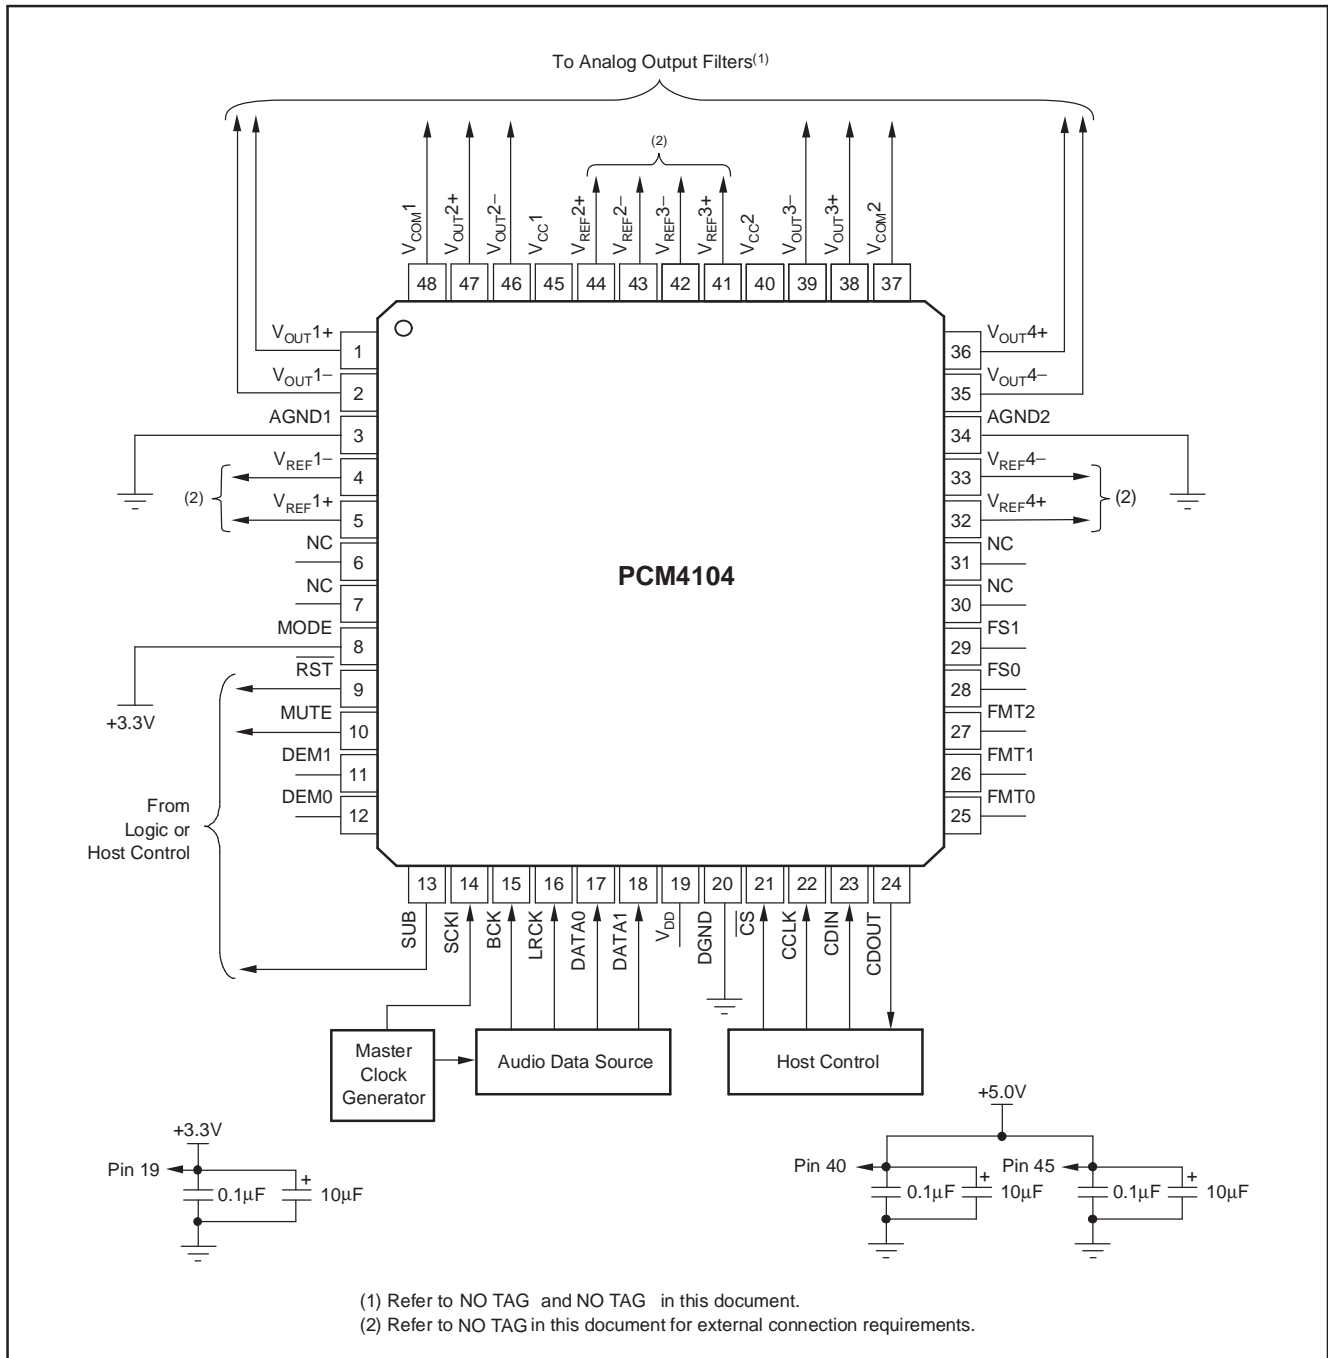 To Analog Output Filters(1)
(2)
VCOM1
VOUT2+
VOUT2−
VCC1
VREF2+
VREF2−
VREF3−
VREF3+
VCC2
VOUT3−
VOUT3+
VCOM2
48 47 46 45 44 43 42 41 40 39 38 37
VOUT1+ 1
VOUT1− 2
AGND1 3
VREF1− 4
(2)
VREF1+ 5
NC 6
NC 7
MODE 8
+3.3V
RST 9
MUTE 10
DEM1 11
DEM0 12
From
Logic or
Host Control
PCM4104
36 VOUT4+
35 VOUT4−
34 AGND2
33 VREF4−
(2)
32 VREF4+
31 NC
30 NC
29 FS1
28 FS0
27 FMT2
26 FMT1
25 FMT0
13 14 15 16 17 18 19 20 21 22 23 24
SUB
SCKI
BCK
LRCK
DATA0
DATA1
VDD
DGND
CS
CCLK
CDIN
CDOUT
Master
Clock
Generator
Audio Data Source
Host Control
+3.3V
Pin 19
0.1μF
+
10μF
+5.0V
Pin 40
0.1μF
+
10μF
Pin 45
0.1μF
+
10μF
(1) Refer to NO TAG and NO TAG in this document.
(2) Refer to NO TAG in this document for external connection requirements.